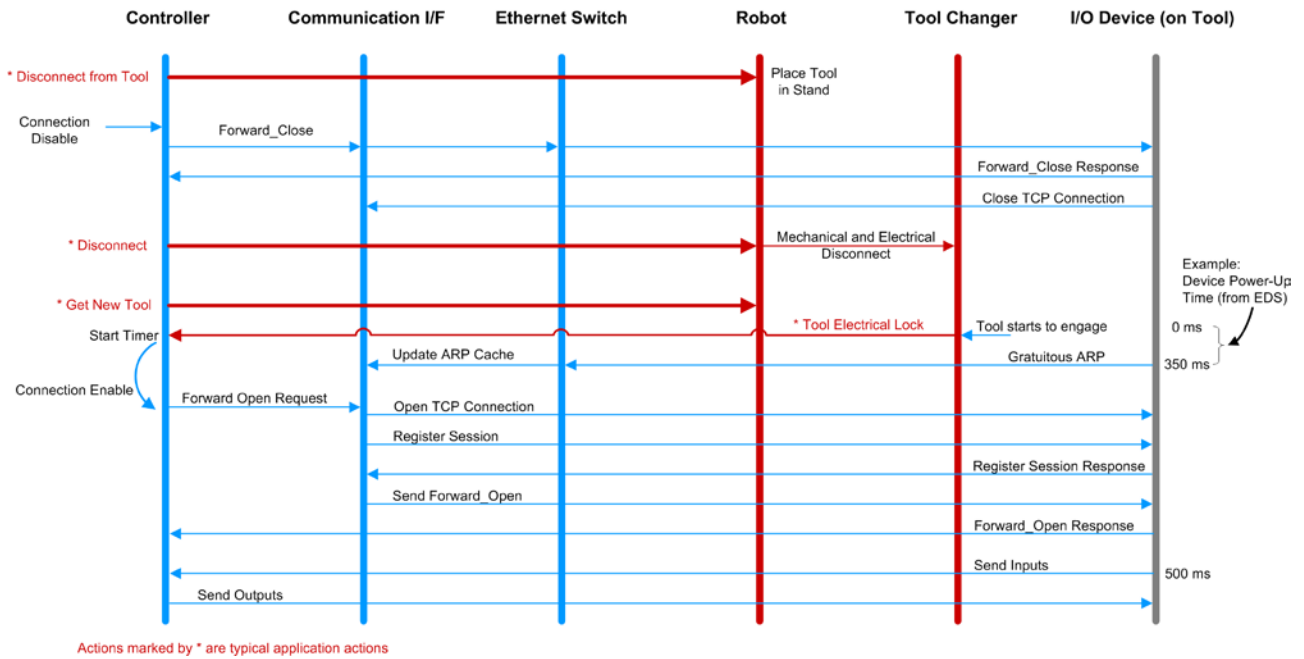 Controller
Communication I/F
Ethernet Switch
Robot
Tool Changer
I/O Device (on Tool)
* Disconnect from Tool
Place Tool
in Stand
Connection
Disable
Forward_Close
Forward_Close Response
Close TCP Connection
* Disconnect
Mechanical and Electrical
Disconnect
Example:
Device Power-Up
Time (from EDS)
* Get New Tool
Start Timer
* Tool Electrical Lock
Tool starts to engage
0 ms
Update ARP Cache
Gratuitous ARP
350 ms
Connection Enable
Forward Open Request
Open TCP Connection
Register Session
Register Session Response
Send Forward_Open
Forward_Open Response
Send Inputs
500 ms
Send Outputs
Actions marked by * are typical application actions